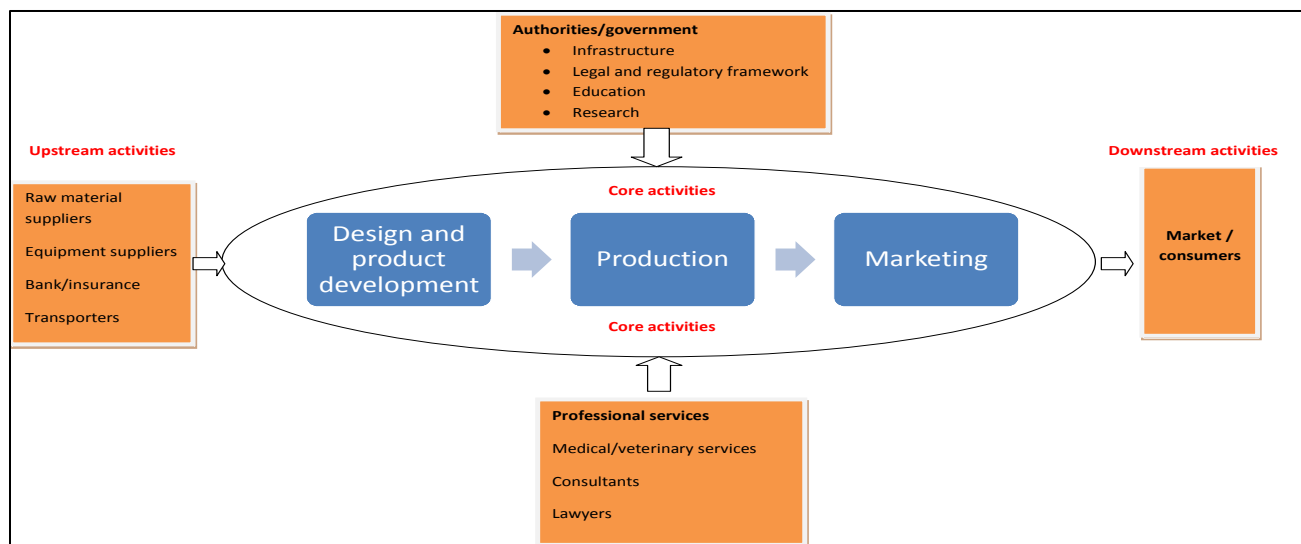 Authorities/government
• Infrastructure
• Legal and regulatory framework
• Education
• Research
Upstream activities
Raw material
suppliers
Equipment suppliers
Bank/insurance
Transporters
Core activities
Design and
product
development
Production
Marketing
Core activities
Downstream activities
Market /
consumers
Professional services
Medical/veterinary services
Consultants
Lawyers